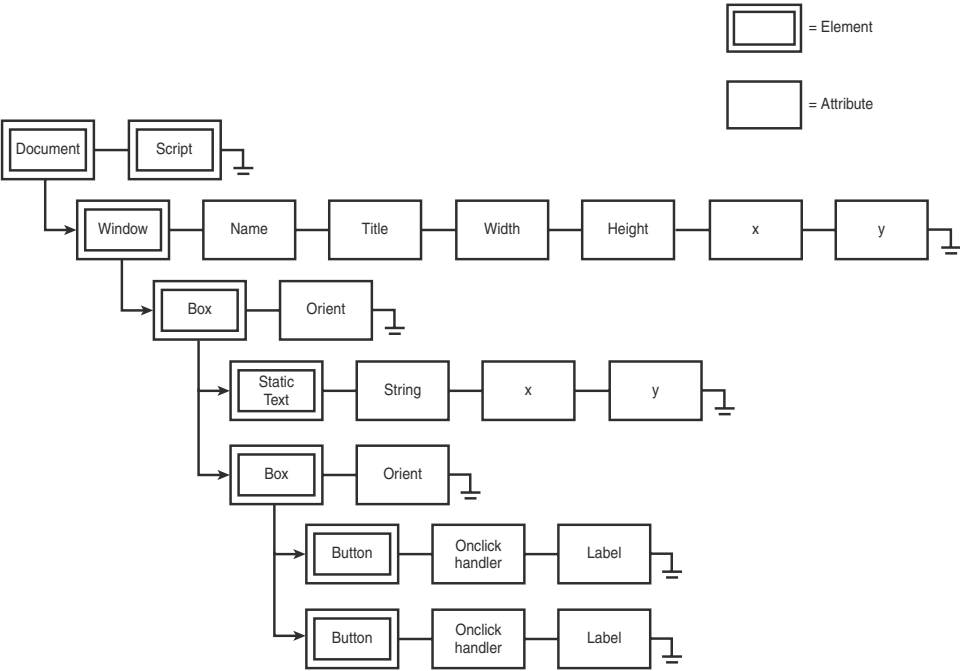 = Element
= Attribute
Document
Script
Window
Name
Title
Width
Height
x
y
Box
Orient
Static
Text
String
x
y
Box
Orient
Button
Onclick
handler
Label
Button
Onclick
handler
Label